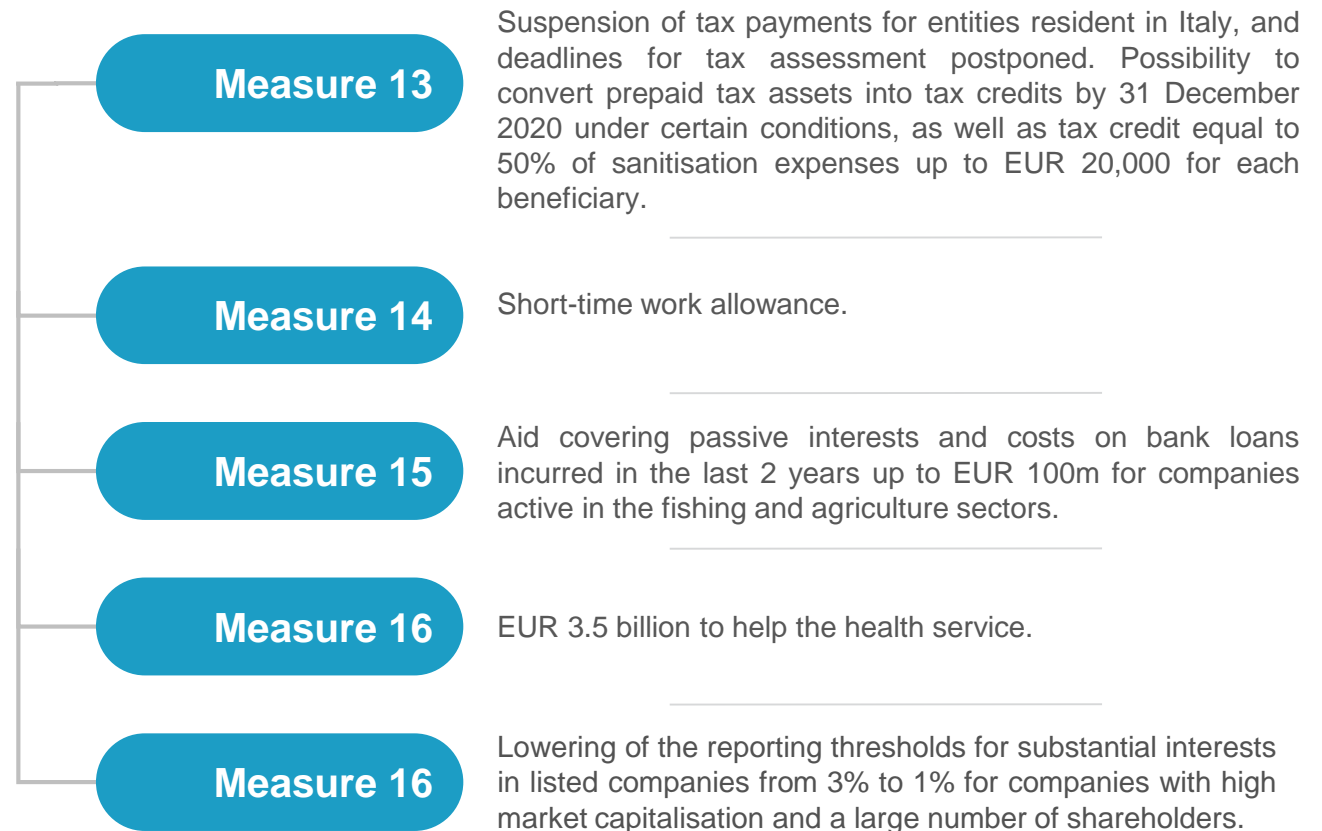 Measure 13
Suspension of tax payments for entities resident in Italy, and
deadlines for tax assessment postponed. Possibility to
convert prepaid tax assets into tax credits by 31 December
2020 under certain conditions, as well as tax credit equal to
50% of sanitisation expenses up to EUR 20,000 for each
beneficiary.
Measure 14
Short-time work allowance.
Measure 15
Aid covering passive interests and costs on bank loans
incurred in the last 2 years up to EUR 100m for companies
active in the fishing and agriculture sectors.
Measure 16
EUR 3.5 billion to help the health service.
Measure 16
Lowering of the reporting thresholds for substantial interests
in listed companies from 3% to 1% for companies with high
market capitalisation and a large number of shareholders.